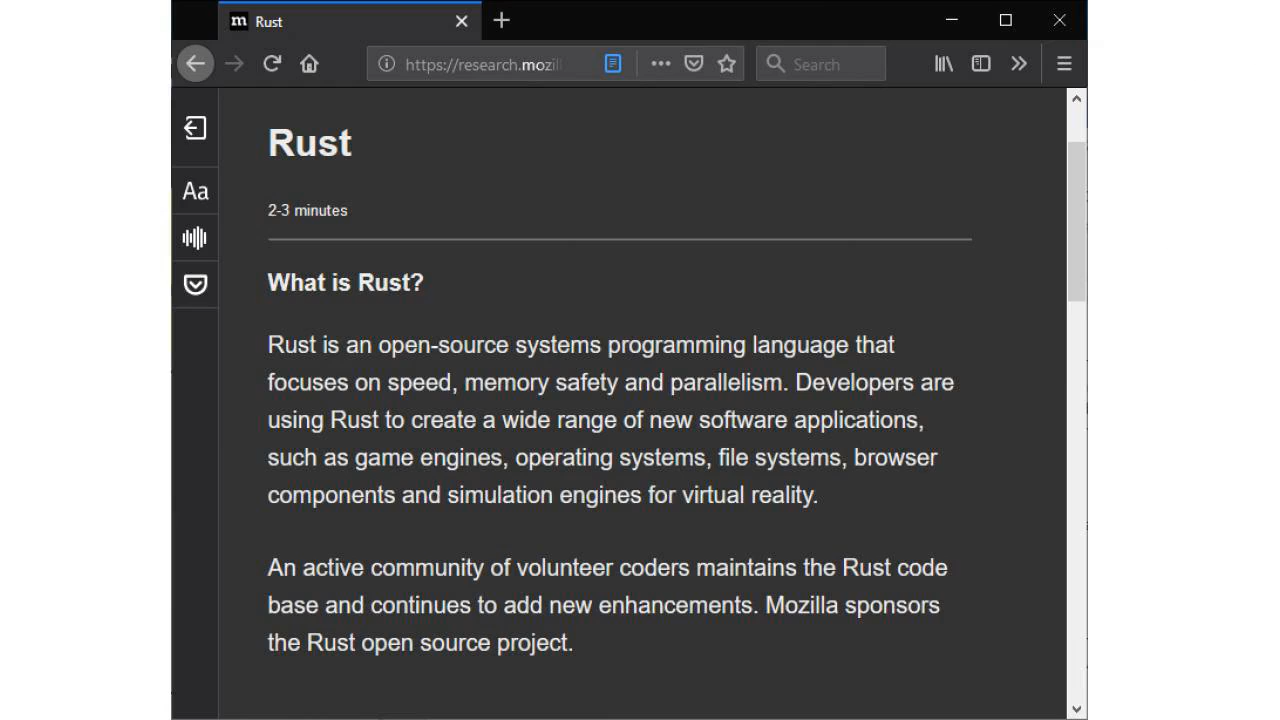 m Rust
https://research.mozil
Search
Rust
Aa
2-3 minutes
What is Rust?
Rust is an open-source systems programming language that
focuses on speed, memory safety and parallelism. Developers are
using Rust to create a wide range of new software applications,
such as game engines, operating systems, file systems, browser
components and simulation engines for virtual reality.
An active community of volunteer coders maintains the Rust code
base and continues to add new enhancements. Mozilla sponsors
the Rust open source project.